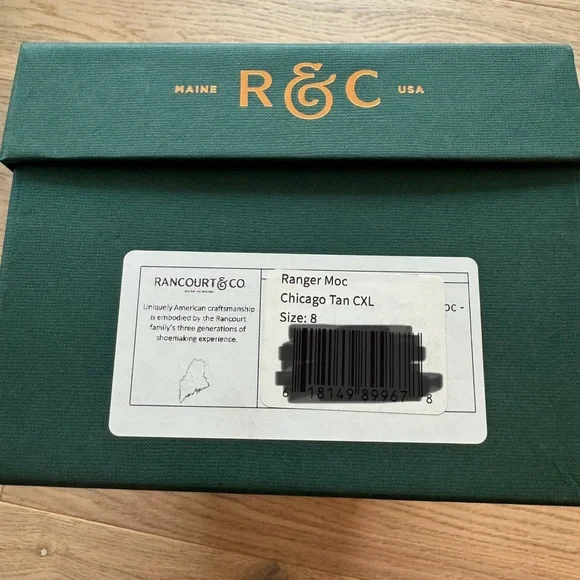 MAINE R&C USA
RANCOURT & CO.
Uniquely American craftsmanship
is embodied by the Rancourt
family's three generations of
shoemaking experience.
Ranger Moc
Chicago Tan CXL
Size: 8
6 18149 89967 8